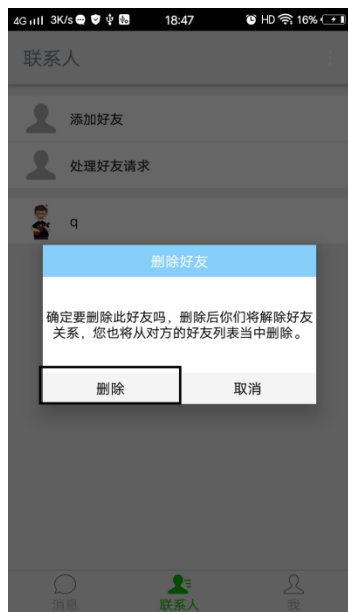 4G 3K/s 18:47 HD 16%
联系人
添加好友
处理好友请求
q
删除好友
确定要删除此好友吗，删除后你们将解除好友
关系，您也将从对方的好友列表当中删除。
删除 取消
消息 联系人 我